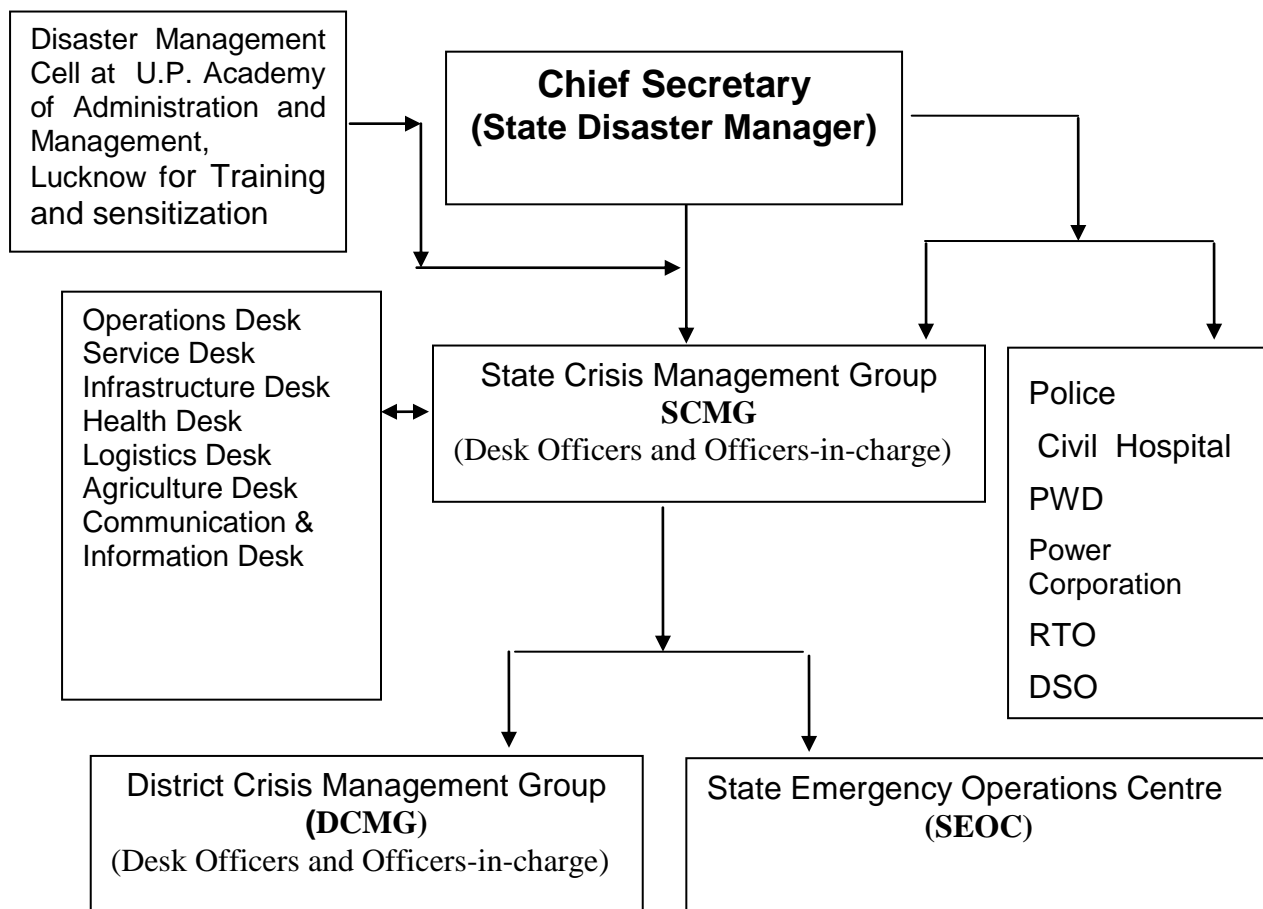 Disaster Management
Cell at U.P. Academy
of Administration and
Management,
Lucknow for Training
and sensitization
Chief Secretary
(State Disaster Manager)
Operations Desk
Service Desk
Infrastructure Desk
Health Desk
Logistics Desk
Agriculture Desk
Communication &
Information Desk
State Crisis Management Group
SCMG
(Desk Officers and Officers-in-charge)
Police
Civil Hospital
PWD
Power
Corporation
RTO
DSO
District Crisis Management Group
(DCMG)
(Desk Officers and Officers-in-charge)
State Emergency Operations Centre
(SEOC)